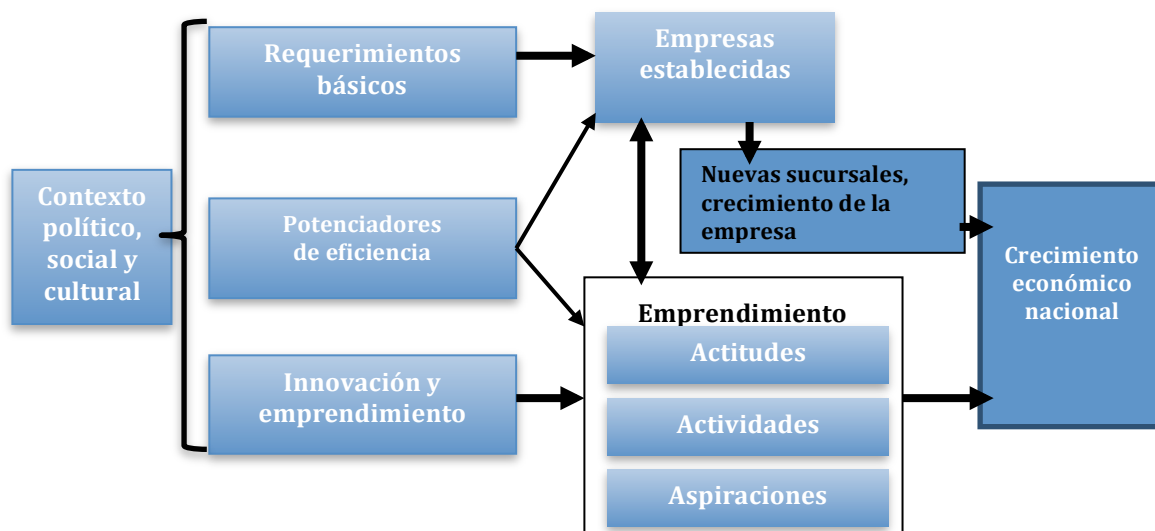 Contexto
político,
social y
cultural
Requerimientos
básicos
Potenciadores
de eficiencia
Innovación y
emprendimiento
Empresas
establecidas
Nuevas sucursales,
crecimiento de la
empresa
Emprendimiento
Actitudes
Actividades
Aspiraciones
Crecimiento
económico
nacional